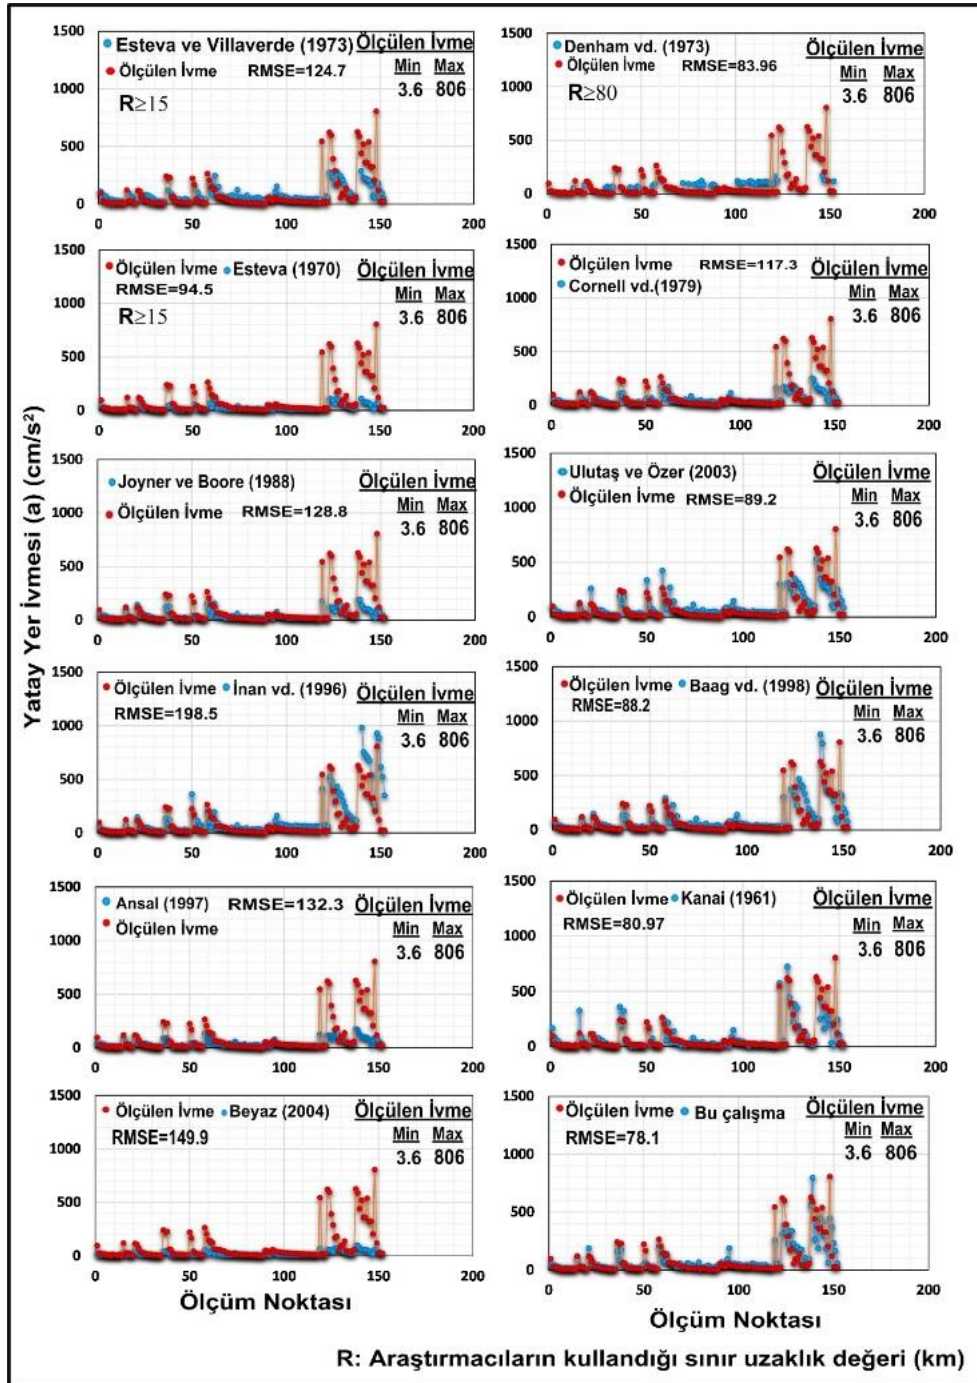 Yatay Yer İvmesi (a) (cm/s²)
1500
1000
500
0
Esteva ve Villaverde (1973)
Ölçülen İvme RMSE=124.7
R≥15
Ölçülen İvme
Min Max
3.6 806
0 50 100 150 200
1500
1000
500
0
Denham vd. (1973)
Ölçülen İvme RMSE=83.96
R≥80
Ölçülen İvme
Min Max
3.6 806
0 50 100 150 200
1500
1000
500
0
Ölçülen İvme Esteva (1970)
RMSE=94.5
R≥15
Ölçülen İvme
Min Max
3.6 806
0 50 100 150 200
1500
1000
500
0
Ölçülen İvme RMSE=117.3
Cornell vd.(1979)
Ölçülen İvme
Min Max
3.6 806
0 50 100 150 200
1500
1000
500
0
Joyner ve Boore (1988)
Ölçülen İvme RMSE=128.8
Ölçülen İvme
Min Max
3.6 806
0 50 100 150 200
1500
1000
500
0
Ulutaş ve Özer (2003)
Ölçülen İvme RMSE=89.2
Ölçülen İvme
Min Max
3.6 806
0 50 100 150 200
1500
1000
500
0
Ölçülen İvme İnan vd. (1996)
RMSE=198.5
Ölçülen İvme
Min Max
3.6 806
0 50 100 150 200
1500
1000
500
0
Ölçülen İvme Baag vd. (1998)
RMSE=88.2
Ölçülen İvme
Min Max
3.6 806
0 50 100 150 200
1500
1000
500
0
Ansal (1997) RMSE=132.3
Ölçülen İvme
Ölçülen İvme
Min Max
3.6 806
0 50 100 150 200
1500
1000
500
0
Ölçülen İvme Kanai (1961)
RMSE=80.97
Ölçülen İvme
Min Max
3.6 806
0 50 100 150 200
1500
1000
500
0
Ölçülen İvme Beyaz (2004)
RMSE=149.9
Ölçülen İvme
Min Max
3.6 806
0 50 100 150 200
Ölçüm Noktası
1500
1000
500
0
Ölçülen İvme Bu çalışma
RMSE=78.1
Ölçülen İvme
Min Max
3.6 806
0 50 100 150 200
Ölçüm Noktası
R: Araştırmacıların kullandığı sınır uzaklık değeri (km)